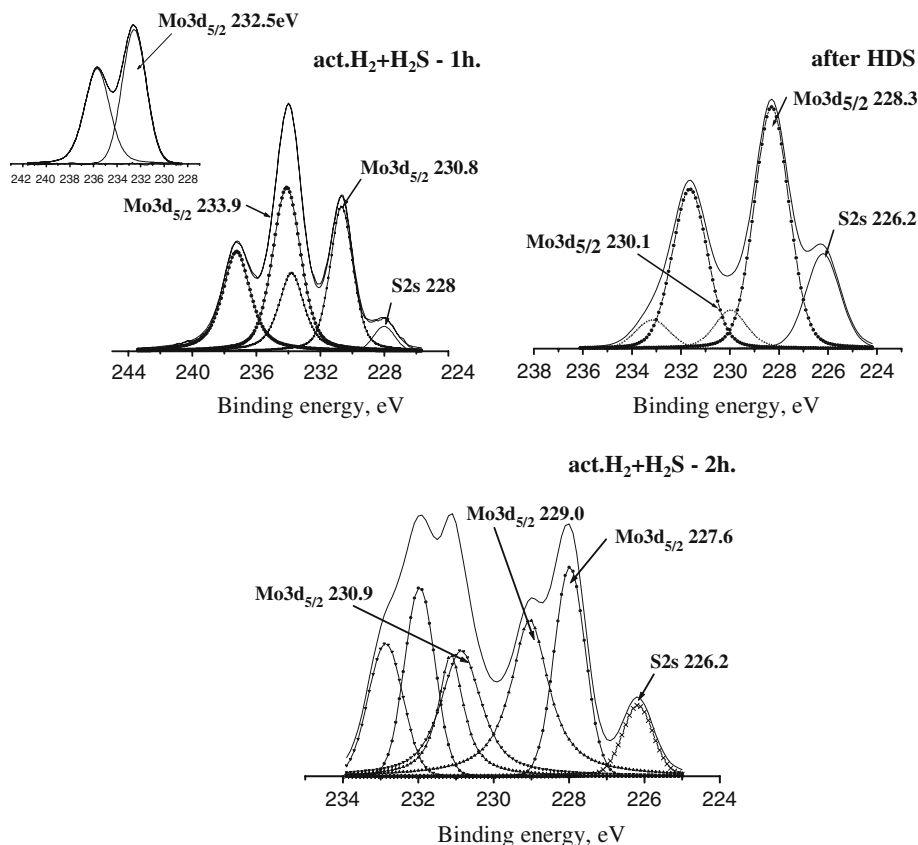 Mo3d5/2 232.5eV
242 240 238 236 234 232 230 228
act.H2+H2S - 1h.
Mo3d5/2 230.8
Mo3d5/2 233.9
S2s 228
244 240 236 232 228 224
Binding energy, eV
after HDS
Mo3d5/2 228.3
S2s 226.2
Mo3d5/2 230.1
238 236 234 232 230 228 226 224
Binding energy, eV
act.H2+H2S - 2h.
Mo3d5/2 229.0
Mo3d5/2 227.6
Mo3d5/2 230.9
S2s 226.2
234 232 230 228 226 224
Binding energy, eV